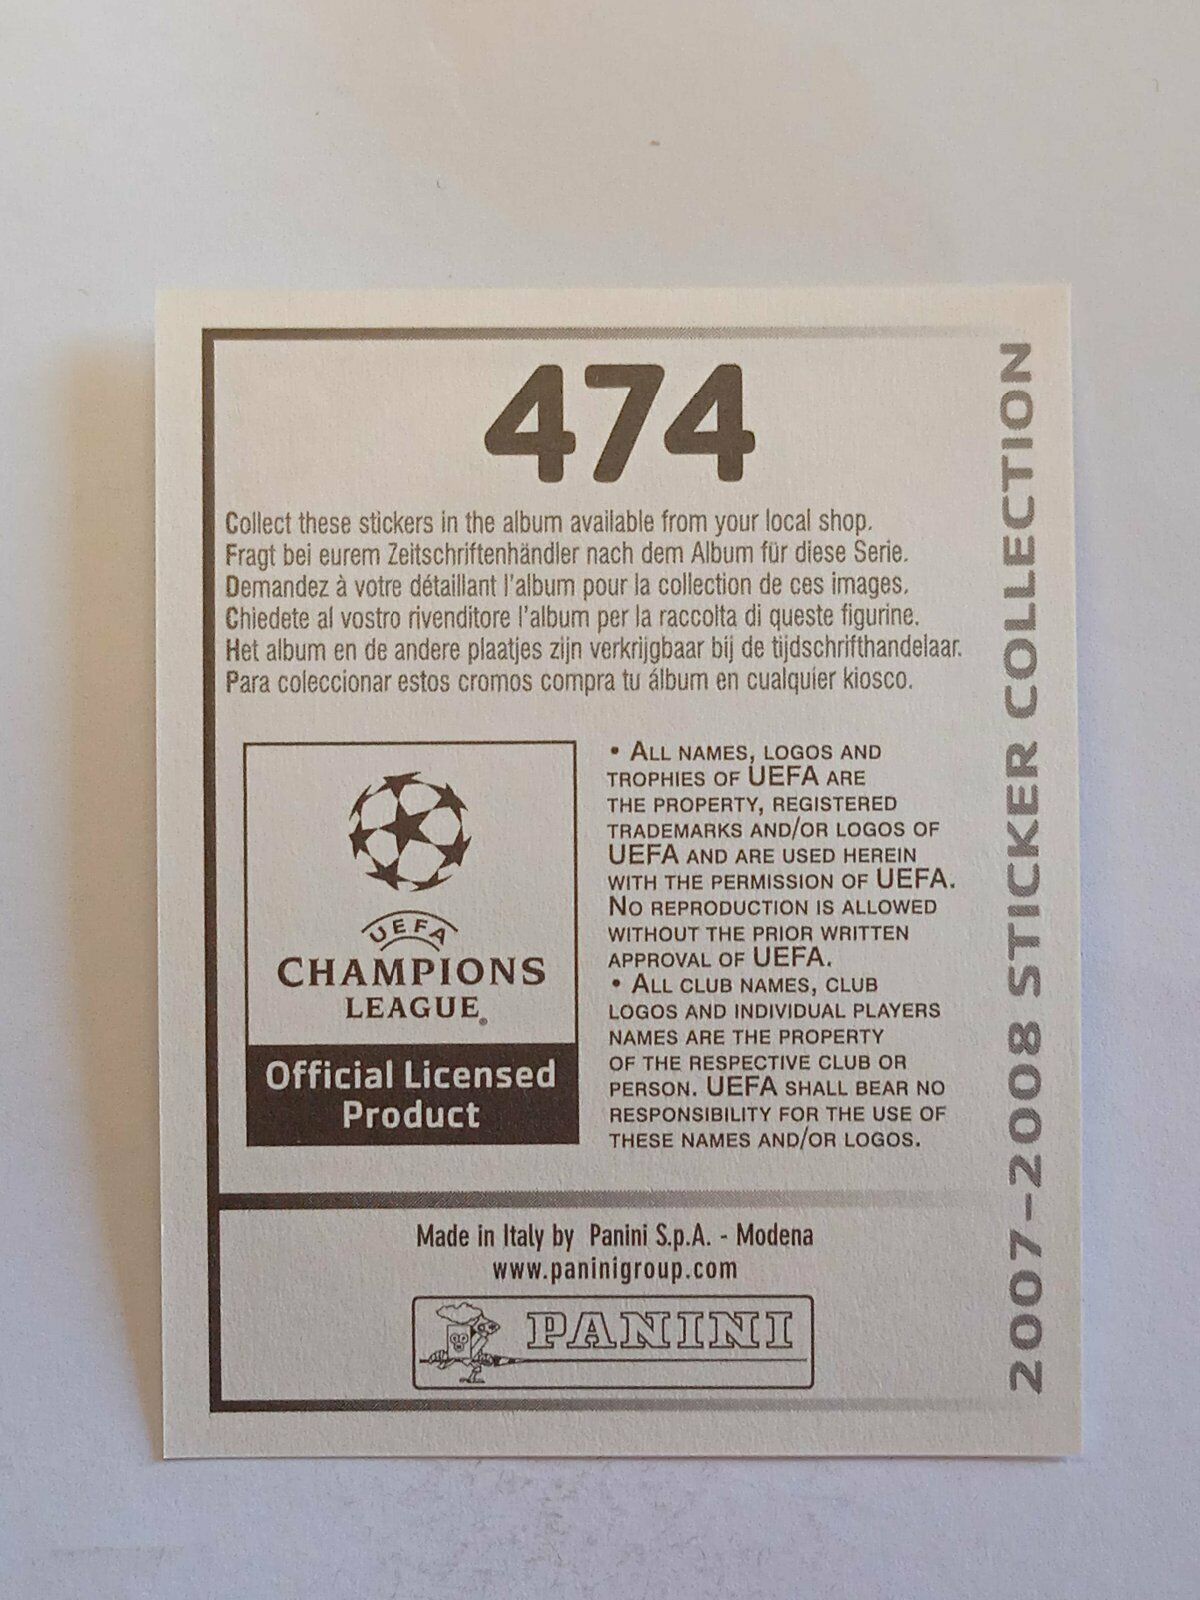 474
Collect these stickers in the album available from your local shop.
Fragt bei eurem Zeitschriftenhändler nach dem Album für diese Serie.
Demandez à votre détaillant l'album pour la collection de ces images.
Chiedete al vostro rivenditore l'album per la raccolta di queste figurine.
Het album en de andere plaatjes zijn verkrijgbaar bij de tijdschrifthandelaar.
Para coleccionar estos cromos compra tu álbum en cualquier kiosco.
UEFA
CHAMPIONS
LEAGUE®
Official Licensed
Product
• ALL NAMES, LOGOS AND
TROPHIES OF UEFA ARE
THE PROPERTY, REGISTERED
TRADEMARKS AND/OR LOGOS OF
UEFA AND ARE USED HEREIN
WITH THE PERMISSION OF UEFA.
NO REPRODUCTION IS ALLOWED
WITHOUT THE PRIOR WRITTEN
APPROVAL OF UEFA.
• ALL CLUB NAMES, CLUB
LOGOS AND INDIVIDUAL PLAYERS
NAMES ARE THE PROPERTY
OF THE RESPECTIVE CLUB OR
PERSON. UEFA SHALL BEAR NO
RESPONSIBILITY FOR THE USE OF
THESE NAMES AND/OR LOGOS.
Made in Italy by Panini S.p.A. - Modena
www.paninigroup.com
PANINI
2007-2008 STICKER COLLECTION